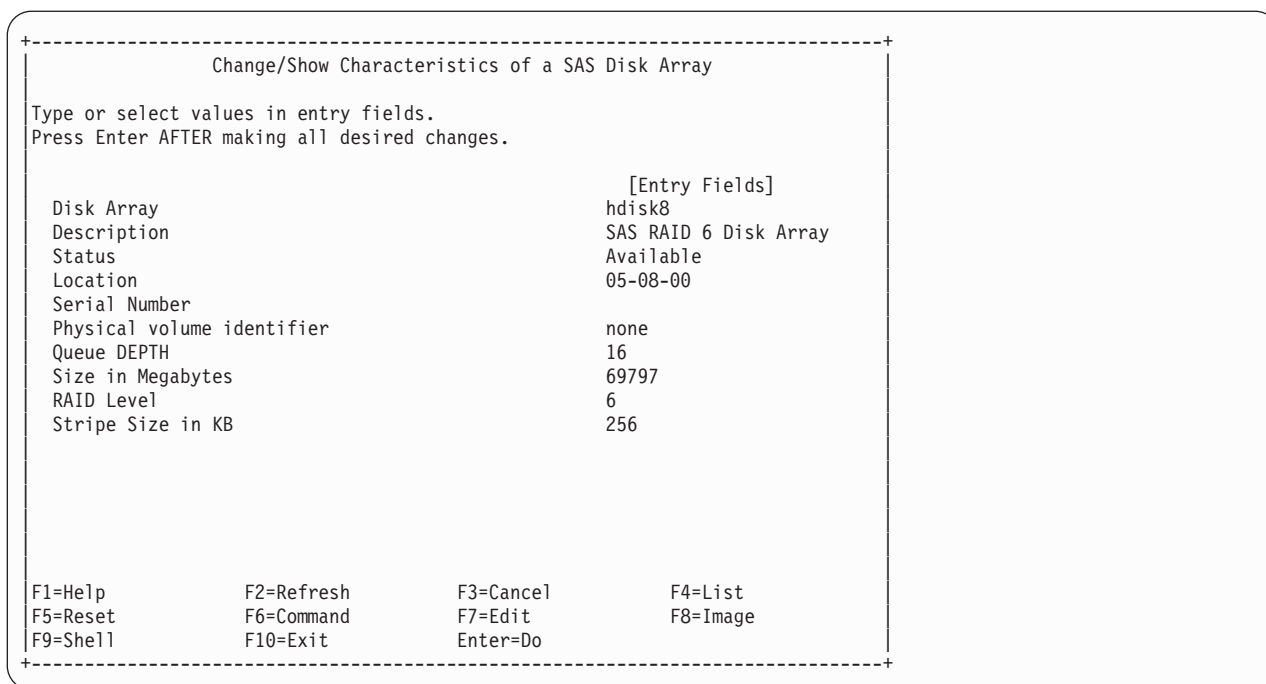 +--------------------------------------------------------------------------------+
Change/Show Characteristics of a SAS Disk Array
Type or select values in entry fields.
Press Enter AFTER making all desired changes.
[Entry Fields]
Disk Array hdisk8
Description SAS RAID 6 Disk Array
Status Available
Location 05-08-00
Serial Number
Physical volume identifier none
Queue DEPTH 16
Size in Megabytes 69797
RAID Level 6
Stripe Size in KB 256
F1=Help F2=Refresh F3=Cancel F4=List
F5=Reset F6=Command F7=Edit F8=Image
F9=Shell F10=Exit Enter=Do
+--------------------------------------------------------------------------------+